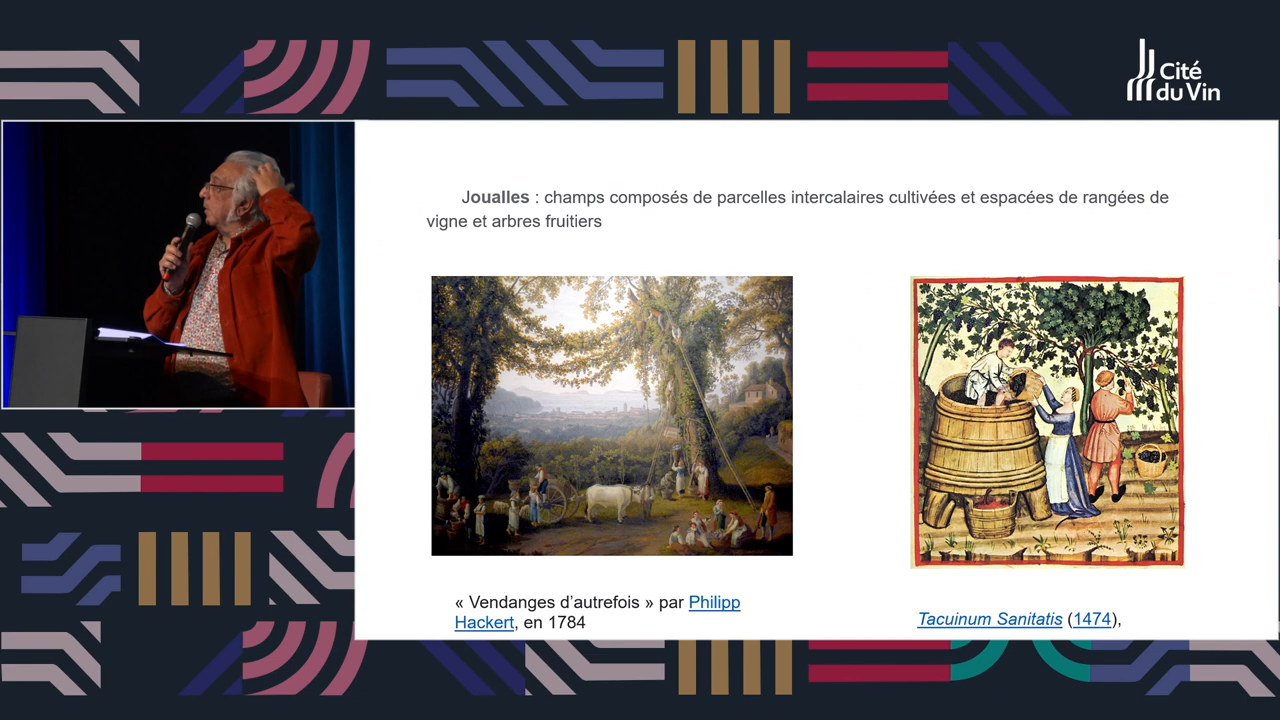 Cité
du Vin
Joualles : champs composés de parcelles intercalaires cultivées et espacées de rangées de
vigne et arbres fruitiers
« Vendanges d’autrefois » par Philipp
Hackert, en 1784
Tacuinum Sanitatis (1474),